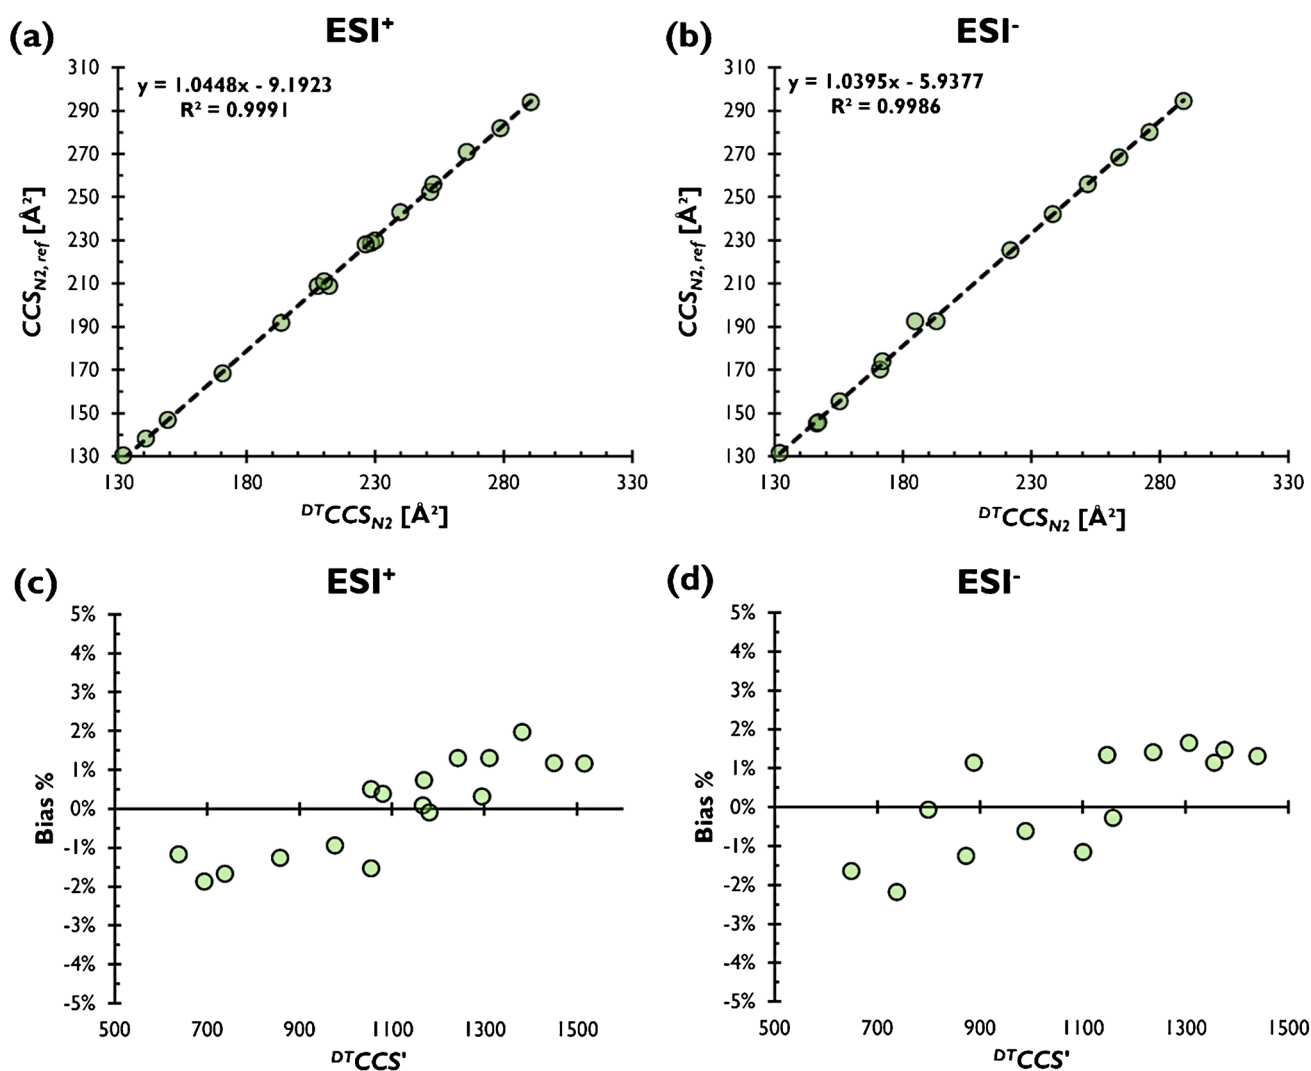 (a) ESI⁺
y = 1.0448x - 9.1923
R² = 0.9991
CCS_N2, ref [Å²]
310
290
270
250
230
210
190
170
150
130
130 180 230 280 330
ᴰᵀCCS_N2 [Å²]
(b) ESI⁻
y = 1.0395x - 5.9377
R² = 0.9986
CCS_N2, ref [Å²]
310
290
270
250
230
210
190
170
150
130
130 180 230 280 330
ᴰᵀCCS_N2 [Å²]
(c) ESI⁺
Bias %
5%
4%
3%
2%
1%
0%
-1%
-2%
-3%
-4%
-5%
500 700 900 1100 1300 1500
ᴰᵀCCS'
(d) ESI⁻
Bias %
5%
4%
3%
2%
1%
0%
-1%
-2%
-3%
-4%
-5%
500 700 900 1100 1300 1500
ᴰᵀCCS'